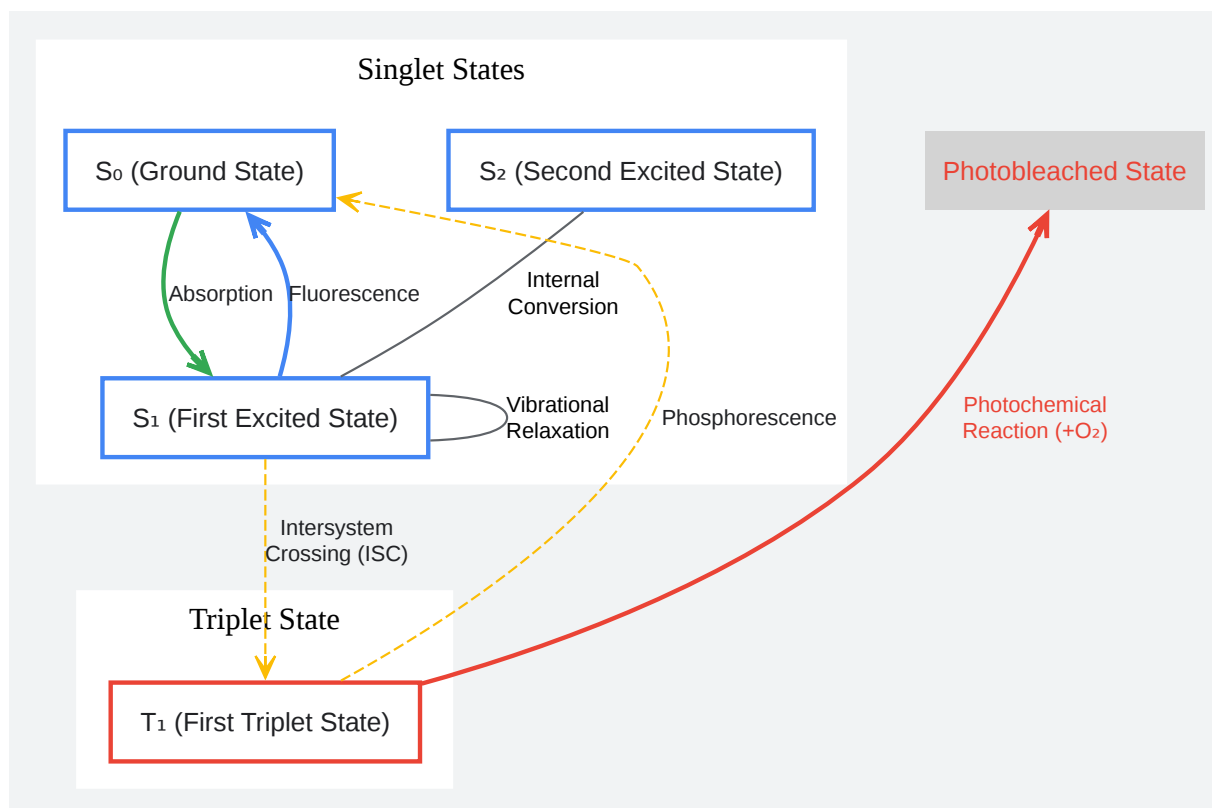 Singlet States
S₀ (Ground State)
S₂ (Second Excited State)
Photobleached State
Absorption
Fluorescence
Internal
Conversion
S₁ (First Excited State)
Vibrational
Relaxation
Phosphorescence
Photochemical
Reaction (+O₂)
Intersystem
Crossing (ISC)
Triplet State
T₁ (First Triplet State)